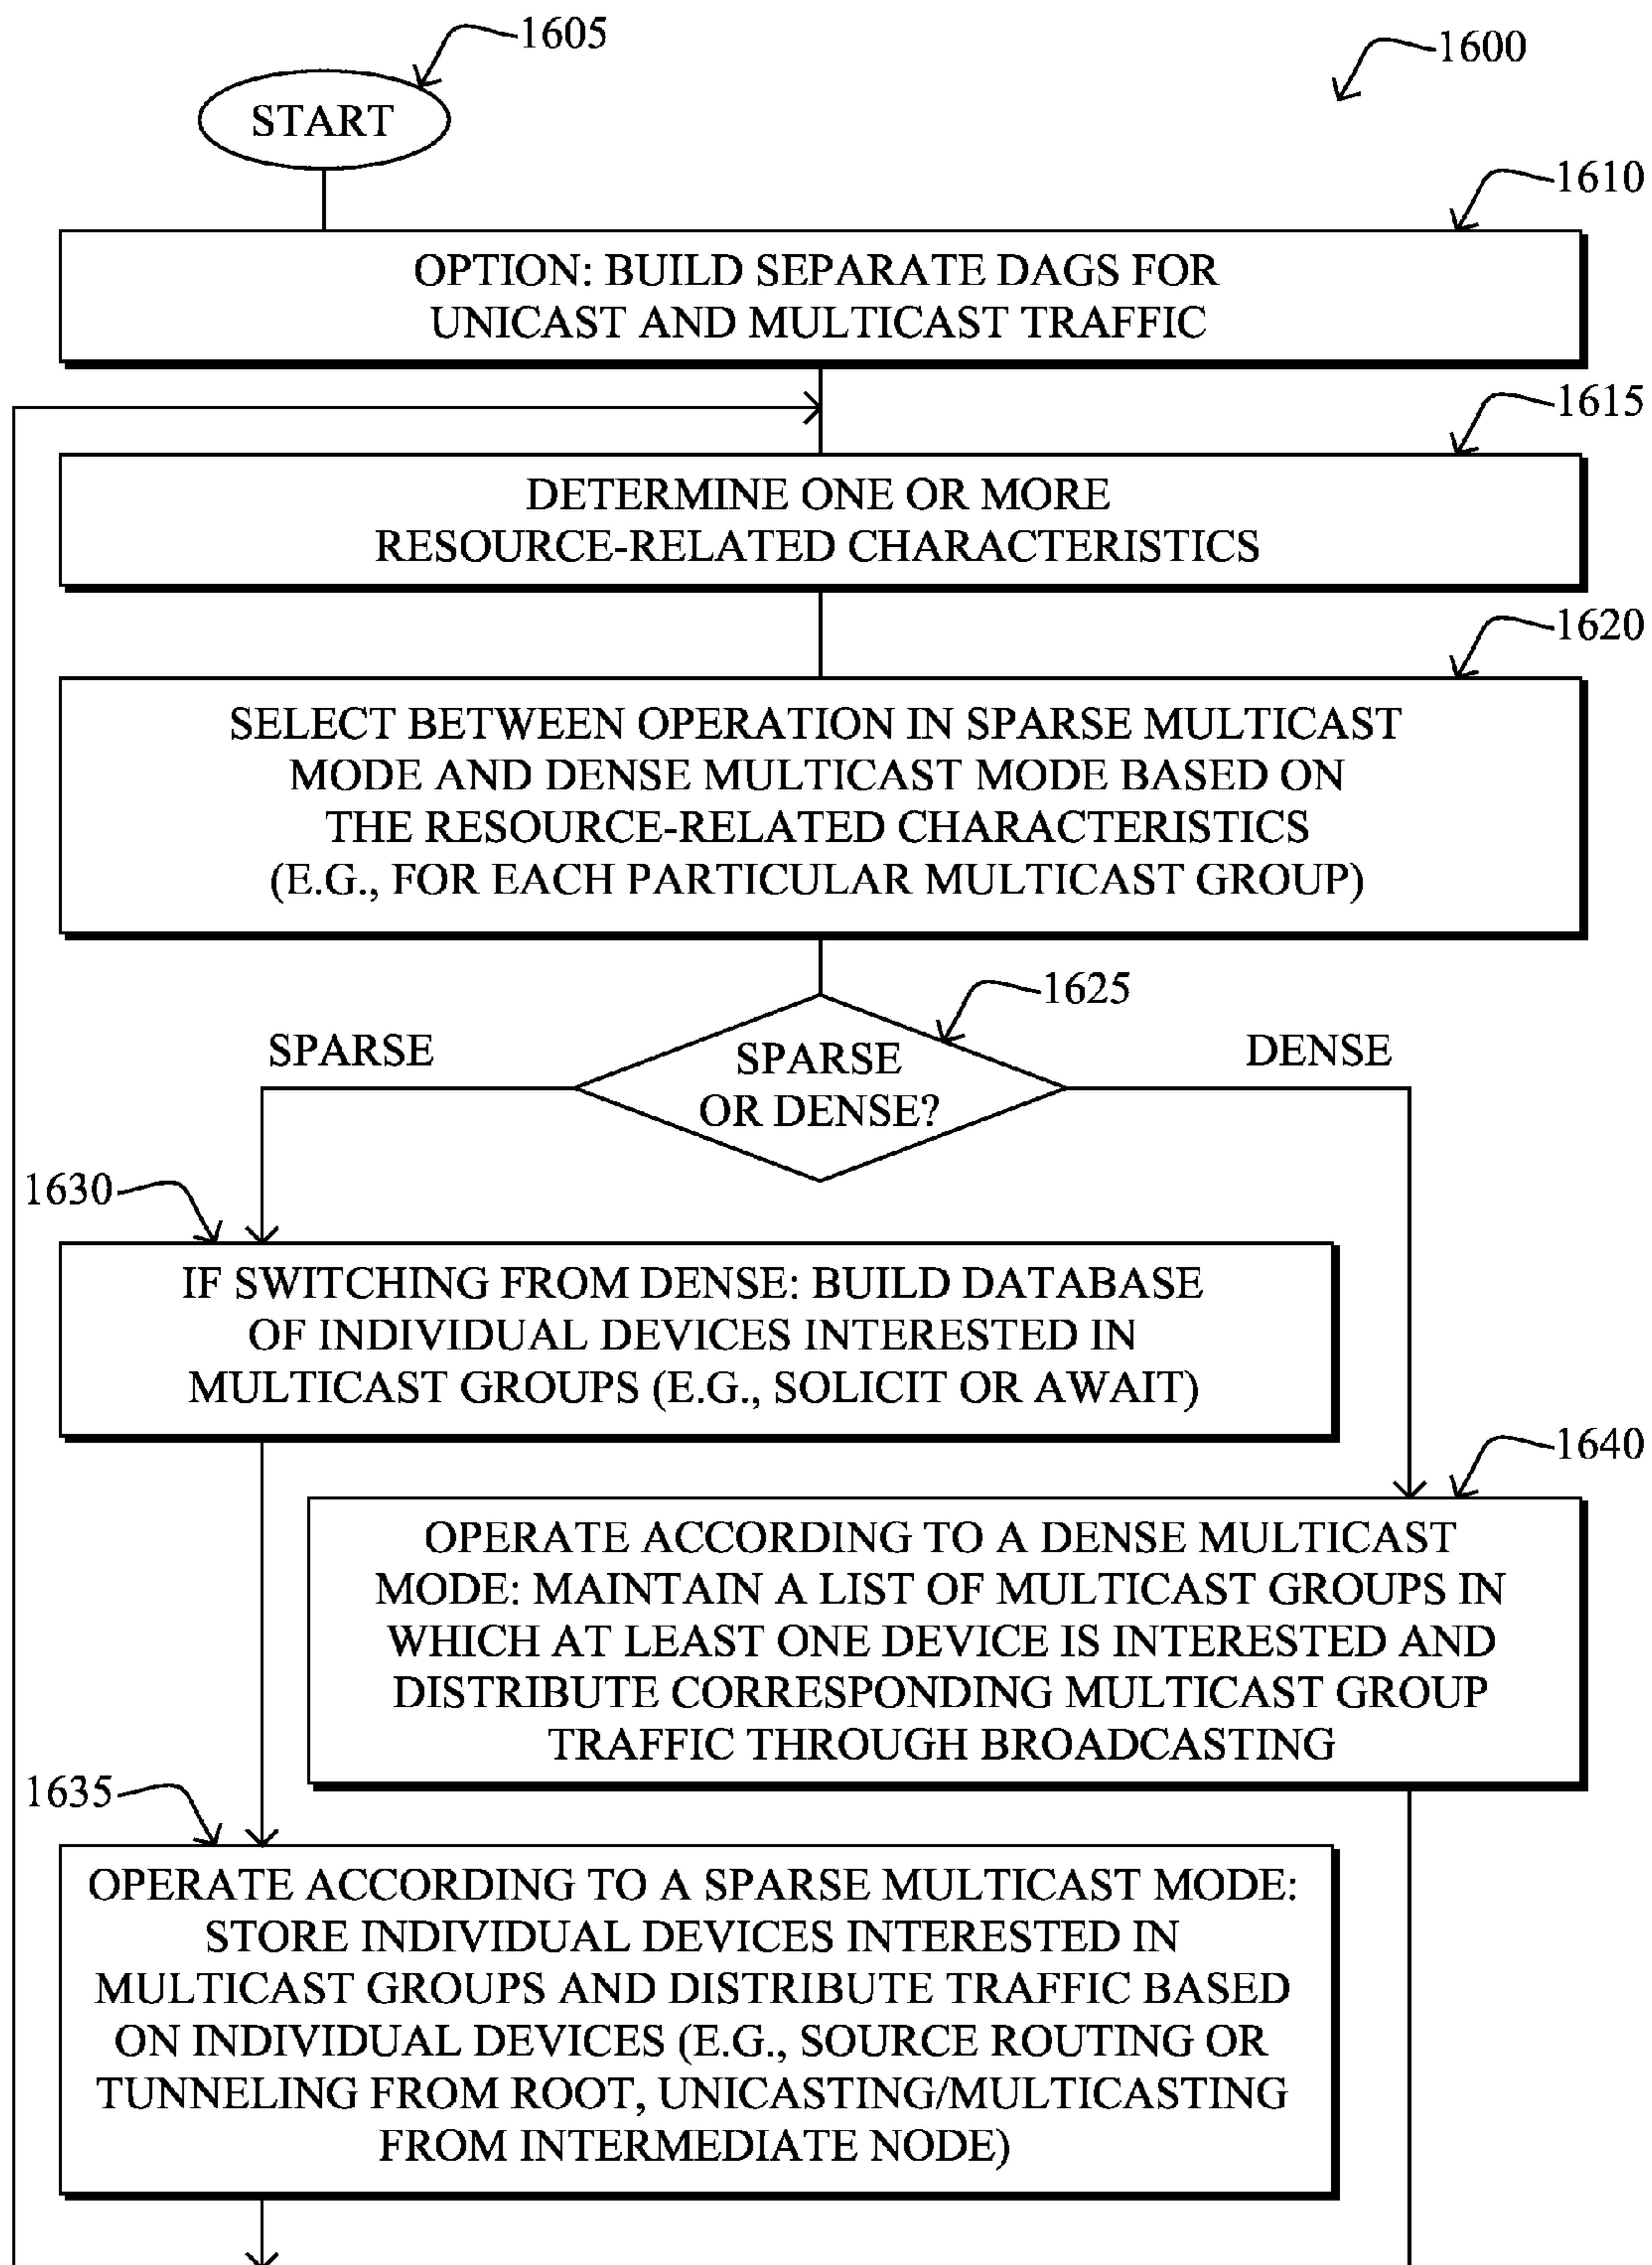 1605
1600
START
1610
OPTION: BUILD SEPARATE DAGS FOR
UNICAST AND MULTICAST TRAFFIC
1615
DETERMINE ONE OR MORE
RESOURCE-RELATED CHARACTERISTICS
1620
SELECT BETWEEN OPERATION IN SPARSE MULTICAST
MODE AND DENSE MULTICAST MODE BASED ON
THE RESOURCE-RELATED CHARACTERISTICS
(E.G., FOR EACH PARTICULAR MULTICAST GROUP)
1625
SPARSE
SPARSE
OR DENSE?
DENSE
1630
IF SWITCHING FROM DENSE: BUILD DATABASE
OF INDIVIDUAL DEVICES INTERESTED IN
MULTICAST GROUPS (E.G., SOLICIT OR AWAIT)
1640
OPERATE ACCORDING TO A DENSE MULTICAST
MODE: MAINTAIN A LIST OF MULTICAST GROUPS IN
WHICH AT LEAST ONE DEVICE IS INTERESTED AND
DISTRIBUTE CORRESPONDING MULTICAST GROUP
TRAFFIC THROUGH BROADCASTING
1635
OPERATE ACCORDING TO A SPARSE MULTICAST MODE:
STORE INDIVIDUAL DEVICES INTERESTED IN
MULTICAST GROUPS AND DISTRIBUTE TRAFFIC BASED
ON INDIVIDUAL DEVICES (E.G., SOURCE ROUTING OR
TUNNELING FROM ROOT, UNICASTING/MULTICASTING
FROM INTERMEDIATE NODE)